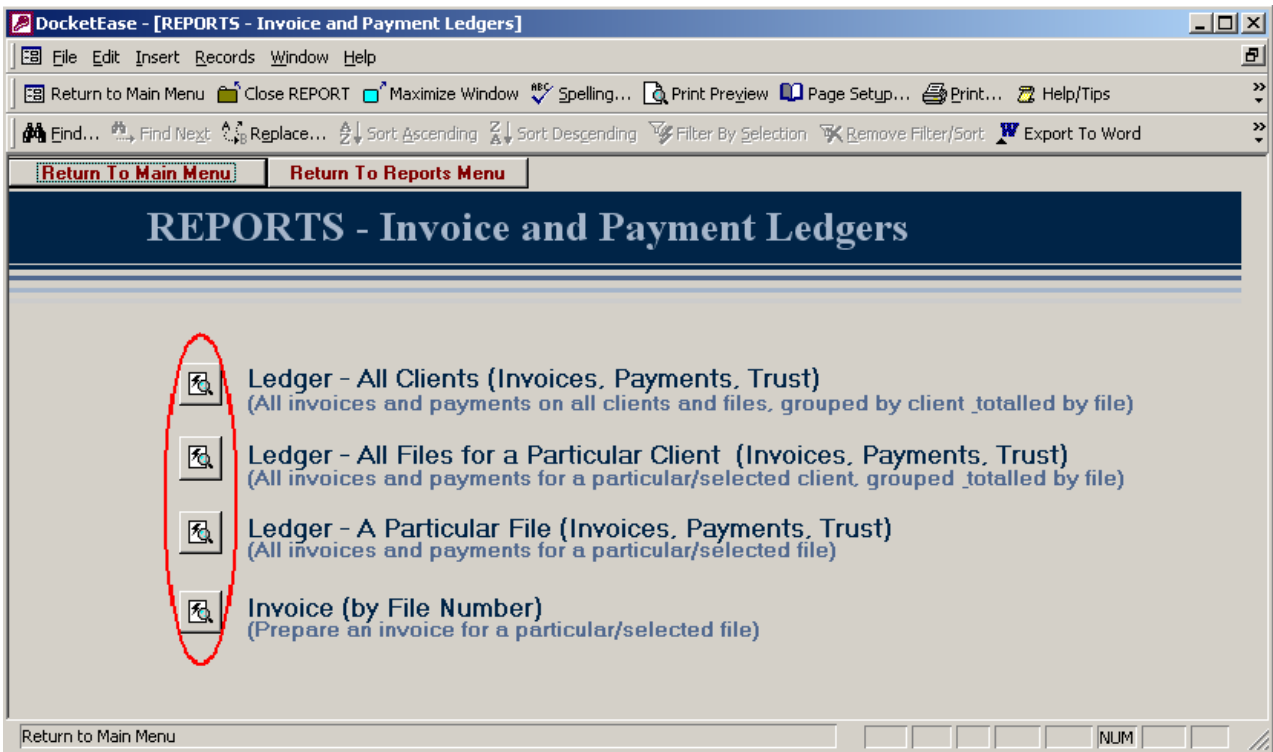 DocketEase - [REPORTS - Invoice and Payment Ledgers]
File Edit Insert Records Window Help
Return to Main Menu Close REPORT Maximize Window ABC Spelling... Print Preview Page Setup... Print... Help/Tips
Find... Find Next Replace... Sort Ascending Sort Descending Filter By Selection Remove Filter/Sort Export To Word
Return To Main Menu Return To Reports Menu
REPORTS - Invoice and Payment Ledgers
Ledger - All Clients (Invoices, Payments, Trust)
(All invoices and payments on all clients and files, grouped by client _totalled by file)
Ledger - All Files for a Particular Client (Invoices, Payments, Trust)
(All invoices and payments for a particular/selected client, grouped _totalled by file)
Ledger - A Particular File (Invoices, Payments, Trust)
(All invoices and payments for a particular/selected file)
Invoice (by File Number)
(Prepare an invoice for a particular/selected file)
Return to Main Menu NUM